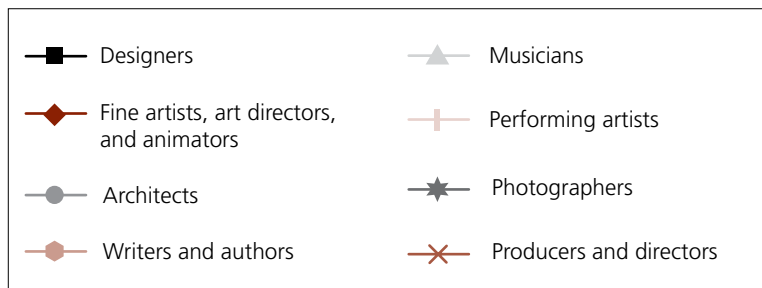 Designers
Fine artists, art directors,
and animators
Architects
Writers and authors
Musicians
Performing artists
Photographers
Producers and directors